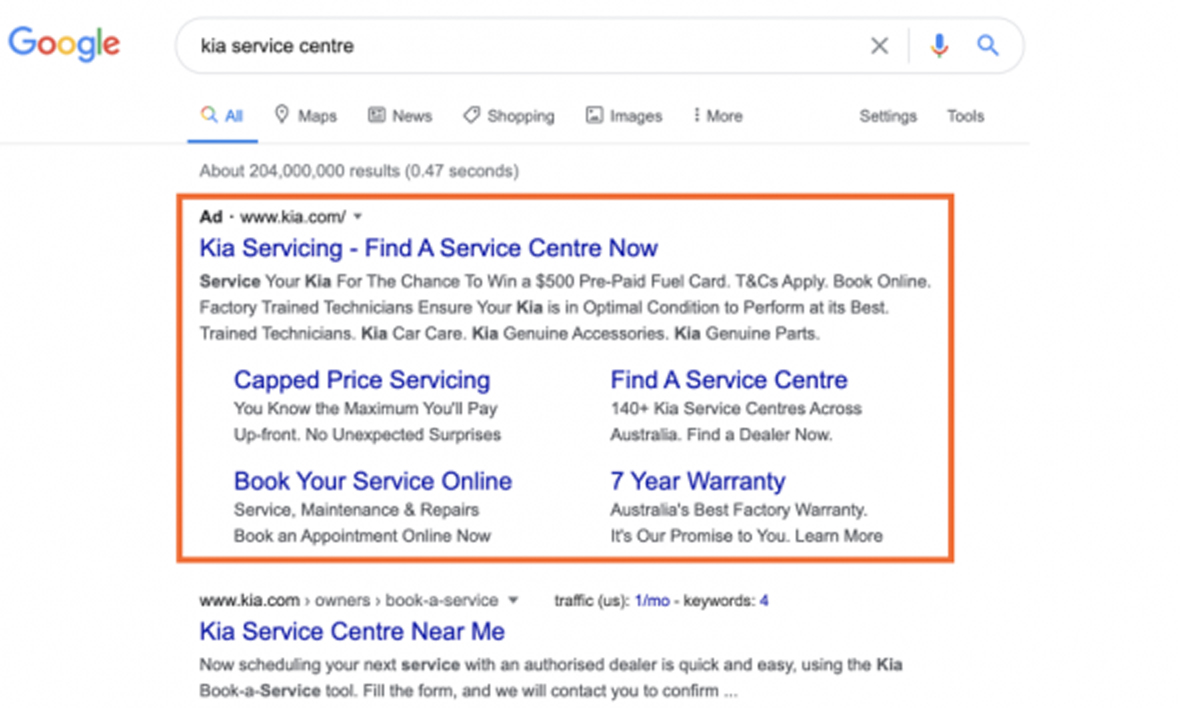 Google
kia service centre
All Maps News Shopping Images More Settings Tools
About 204,000,000 results (0.47 seconds)
Ad · www.kia.com/
Kia Servicing - Find A Service Centre Now
Service Your Kia For The Chance To Win a $500 Pre-Paid Fuel Card. T&Cs Apply. Book Online.
Factory Trained Technicians Ensure Your Kia is in Optimal Condition to Perform at its Best.
Trained Technicians. Kia Car Care. Kia Genuine Accessories. Kia Genuine Parts.
Capped Price Servicing
You Know the Maximum You'll Pay
Up-front. No Unexpected Surprises
Find A Service Centre
140+ Kia Service Centres Across
Australia. Find a Dealer Now.
Book Your Service Online
Service, Maintenance & Repairs
Book an Appointment Online Now
7 Year Warranty
Australia's Best Factory Warranty.
It's Our Promise to You. Learn More
www.kia.com › owners › book-a-service traffic (us): 1/mo - keywords: 4
Kia Service Centre Near Me
Now scheduling your next service with an authorised dealer is quick and easy, using the Kia
Book-a-Service tool. Fill the form, and we will contact you to confirm ...